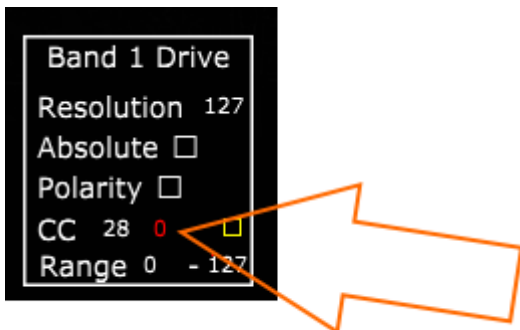 Band 1 Drive
Resolution 127
Absolute
Polarity
CC 28 0
Range 0 - 127